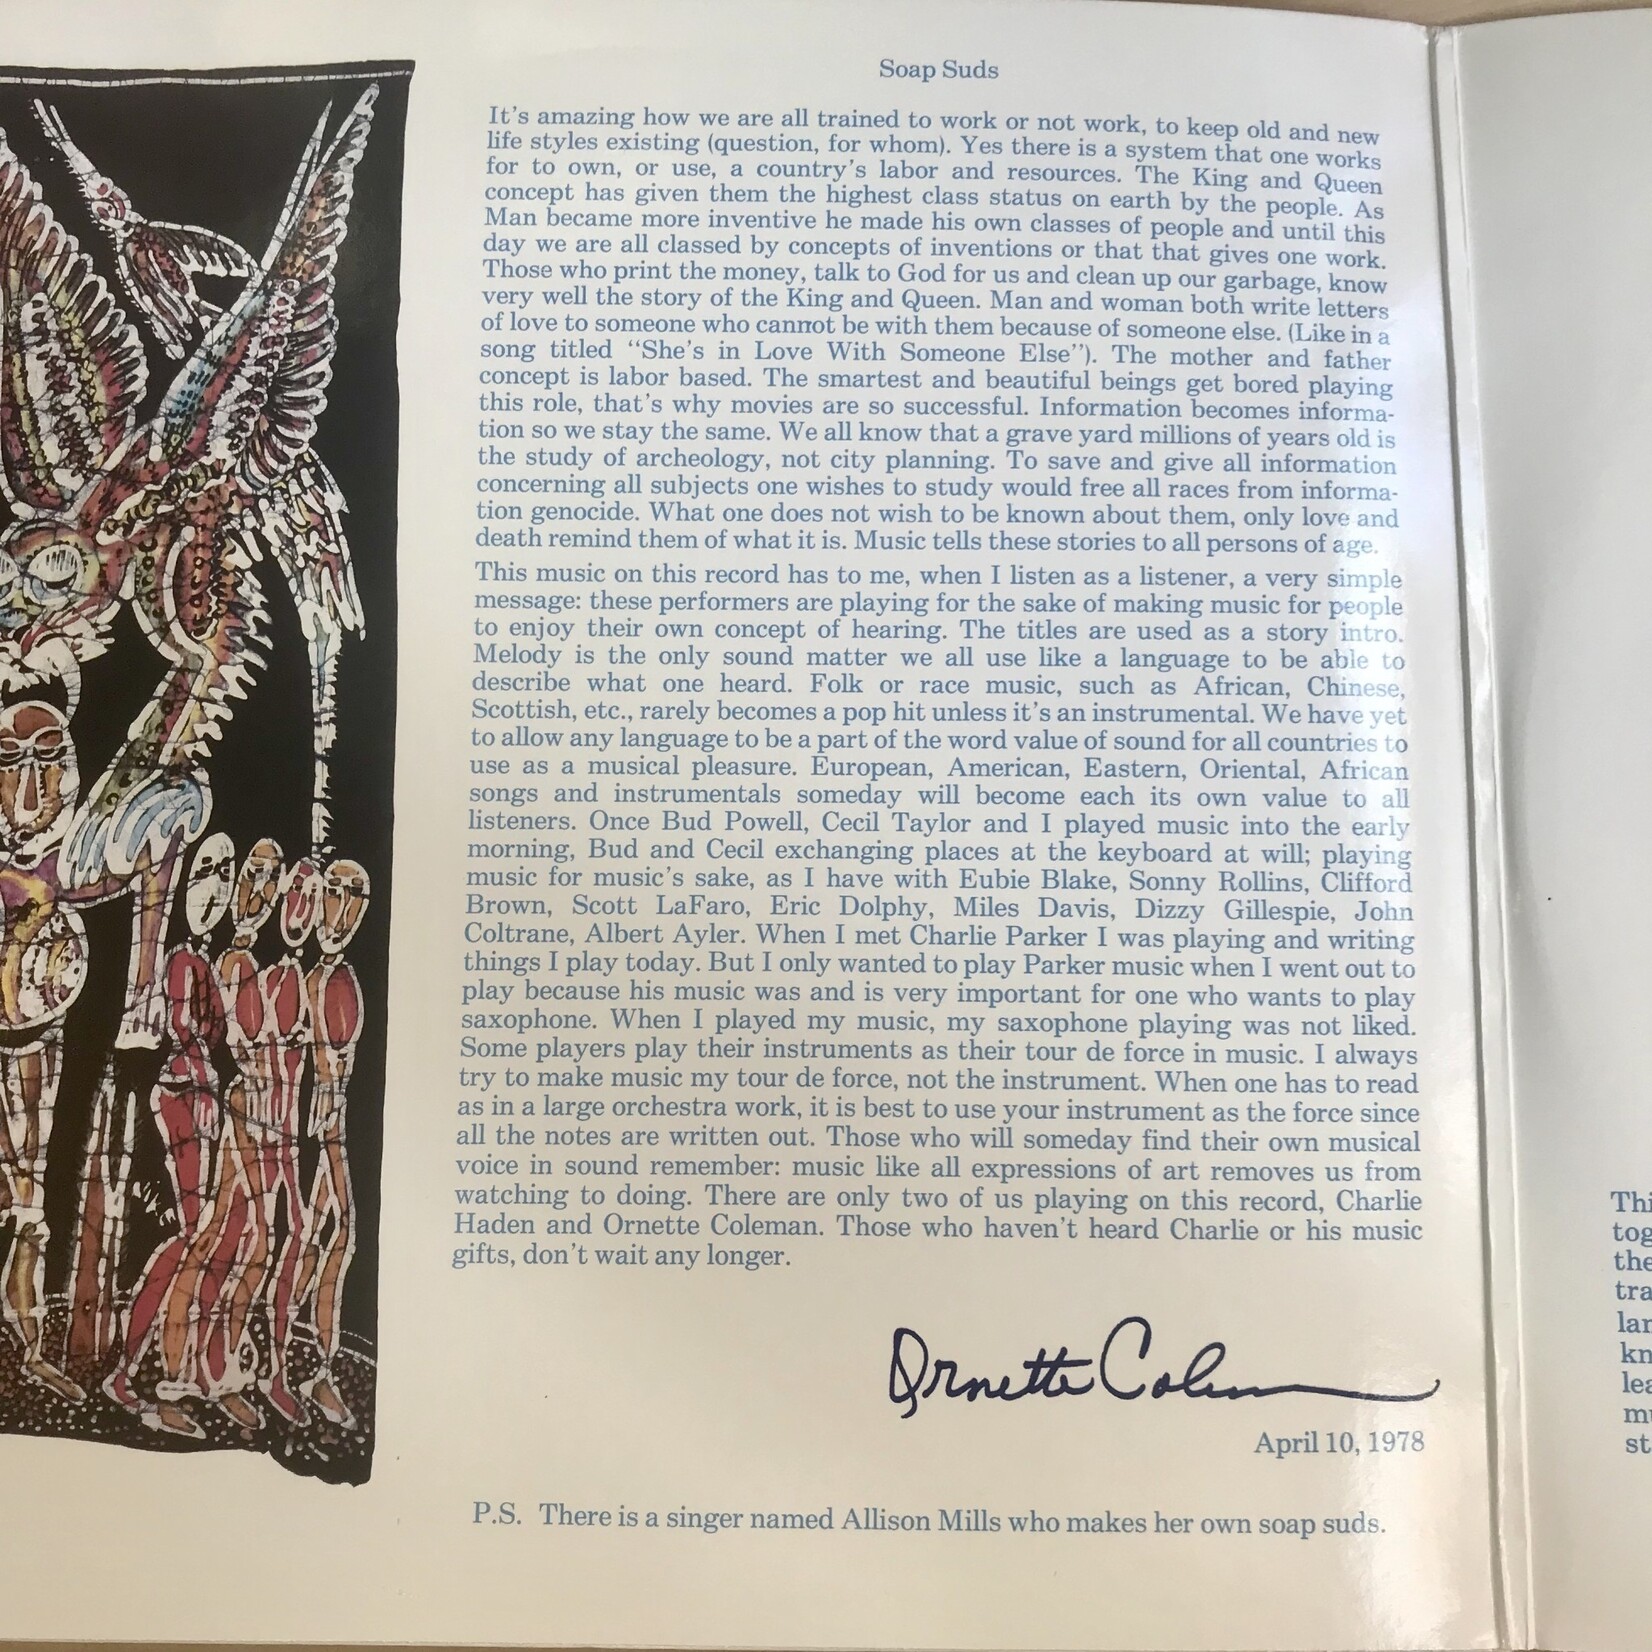 Soap Suds
It's amazing how we are all trained to work or not work, to keep old and new
life styles existing (question, for whom). Yes there is a system that one works
for to own, or use, a country's labor and resources. The King and Queen
concept has given them the highest class status on earth by the people. As
Man became more inventive he made his own classes of people and until this
day we are all classed by concepts of inventions or that that gives one work.
Those who print the money, talk to God for us and clean up our garbage, know
very well the story of the King and Queen. Man and woman both write letters
of love to someone who cannot be with them because of someone else. (Like in a
song titled “She's in Love With Someone Else”). The mother and father
concept is labor based. The smartest and beautiful beings get bored playing
this role, that's why movies are so successful. Information becomes informa-
tion so we stay the same. We all know that a grave yard millions of years old is
the study of archeology, not city planning. To save and give all information
concerning all subjects one wishes to study would free all races from informa-
tion genocide. What one does not wish to be known about them, only love and
death remind them of what it is. Music tells these stories to all persons of age.
This music on this record has to me, when I listen as a listener, a very simple
message: these performers are playing for the sake of making music for people
to enjoy their own concept of hearing. The titles are used as a story intro.
Melody is the only sound matter we all use like a language to be able to
describe what one heard. Folk or race music, such as African, Chinese,
Scottish, etc., rarely becomes a pop hit unless it's an instrumental. We have yet
to allow any language to be a part of the word value of sound for all countries to
use as a musical pleasure. European, American, Eastern, Oriental, African
songs and instrumentals someday will become each its own value to all
listeners. Once Bud Powell, Cecil Taylor and I played music into the early
morning, Bud and Cecil exchanging places at the keyboard at will; playing
music for music's sake, as I have with Eubie Blake, Sonny Rollins, Clifford
Brown, Scott LaFaro, Eric Dolphy, Miles Davis, Dizzy Gillespie, John
Coltrane, Albert Ayler. When I met Charlie Parker I was playing and writing
things I play today. But I only wanted to play Parker music when I went out to
play because his music was and is very important for one who wants to play
saxophone. When I played my music, my saxophone playing was not liked.
Some players play their instruments as their tour de force in music. I always
try to make music my tour de force, not the instrument. When one has to read
as in a large orchestra work, it is best to use your instrument as the force since
all the notes are written out. Those who will someday find their own musical
voice in sound remember: music like all expressions of art removes us from
watching to doing. There are only two of us playing on this record, Charlie
Haden and Ornette Coleman. Those who haven't heard Charlie or his music
gifts, don't wait any longer.
Ornette Coleman
April 10, 1978
P.S. There is a singer named Allison Mills who makes her own soap suds.